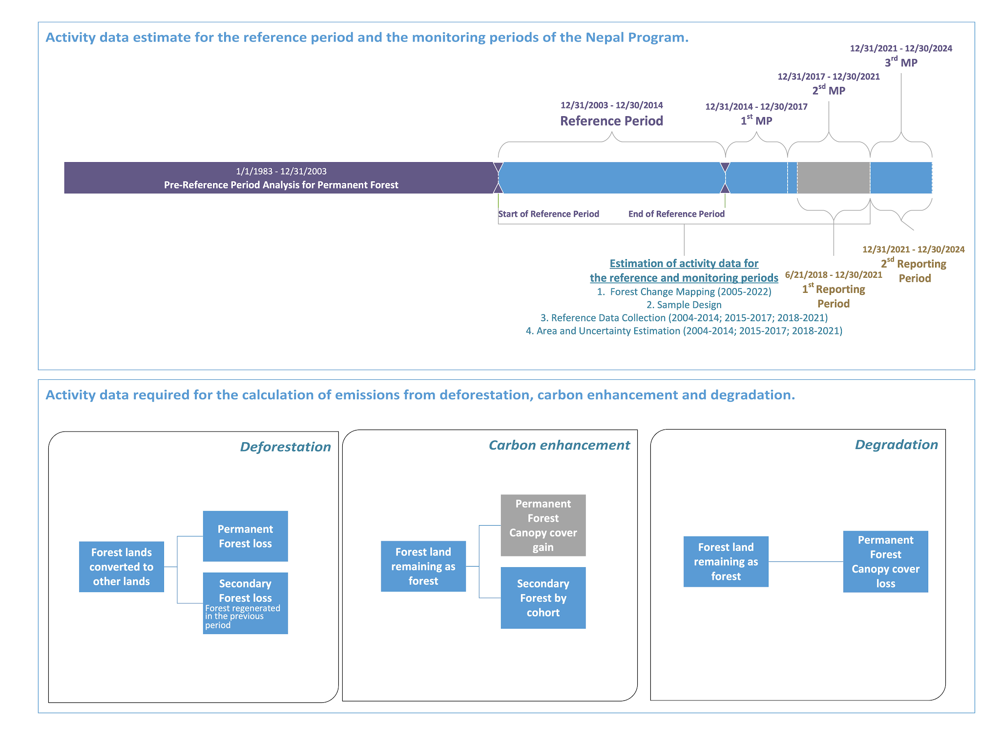 Activity data estimate for the reference period and the monitoring periods of the Nepal Program.
12/31/2021 - 12/30/2024
3rd MP
12/31/2017 - 12/30/2021
2sd MP
12/31/2003 - 12/30/2014
Reference Period
12/31/2014 - 12/30/2017
1st MP
1/1/1983 - 12/31/2003
Pre-Reference Period Analysis for Permanent Forest
Start of Reference Period
End of Reference Period
Estimation of activity data for
the reference and monitoring periods
1. Forest Change Mapping (2005-2022)
2. Sample Design
3. Reference Data Collection (2004-2014; 2015-2017; 2018-2021)
4. Area and Uncertainty Estimation (2004-2014; 2015-2017; 2018-2021)
6/21/2018 - 12/30/2021
1st Reporting
Period
12/31/2021 - 12/30/2024
2sd Reporting
Period
Activity data required for the calculation of emissions from deforestation, carbon enhancement and degradation.
Deforestation
Forest lands
converted to
other lands
Permanent
Forest loss
Secondary
Forest loss
Forest regenerated
in the previous
period
Carbon enhancement
Forest land
remaining as
forest
Permanent
Forest
Canopy cover
gain
Secondary
Forest by
cohort
Degradation
Forest land
remaining as
forest
Permanent
Forest
Canopy cover
loss